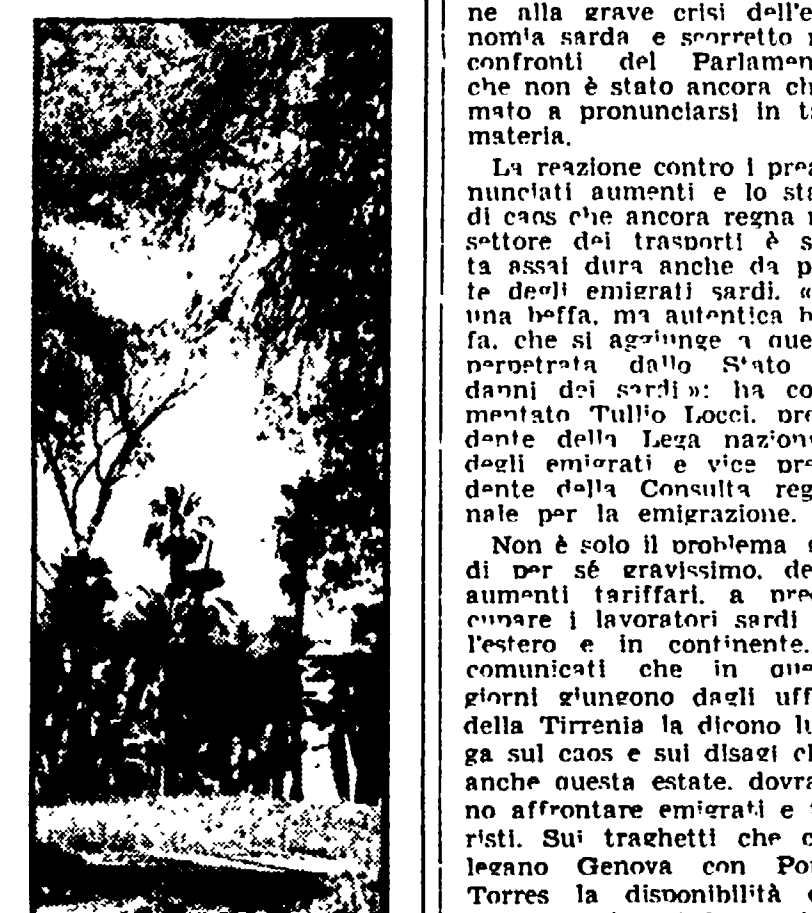 ne alla grave crisi dell'e
nomia sarda e scorretto n
confronti del Parlamen
che non è stato ancora ch
mato a pronunciarsi in t
materia.
La reazione contro i prea
nunciati aumenti e lo sta
di caos che ancora regna n
settore dei trasporti è s
ta assai dura anche da p
te degli emigrati sardi. «
una beffa, ma autentica b
fa, che si aggiunge a que
perpetrata dallo Stato
danni dei sardi»: ha co
mentato Tullio Locci, pre
dente della Lega nazion
degli emigrati e vice pre
dente della Consulta reg
nale per la emigrazione.
Non è solo il problema g
di per sé gravissimo, de
aumenti tariffari, a pre
cupare i lavoratori sardi
l'estero e in continente.
comunicati che in que
giorni giungono dagli uff
della Tirrenia la dicono lu
ga sul caos e sui disagi ch
anche questa estate, dovra
no affrontare emigrati e t
risti. Sui traghetti che c
legano Genova con Por
Torres la disponibilità d